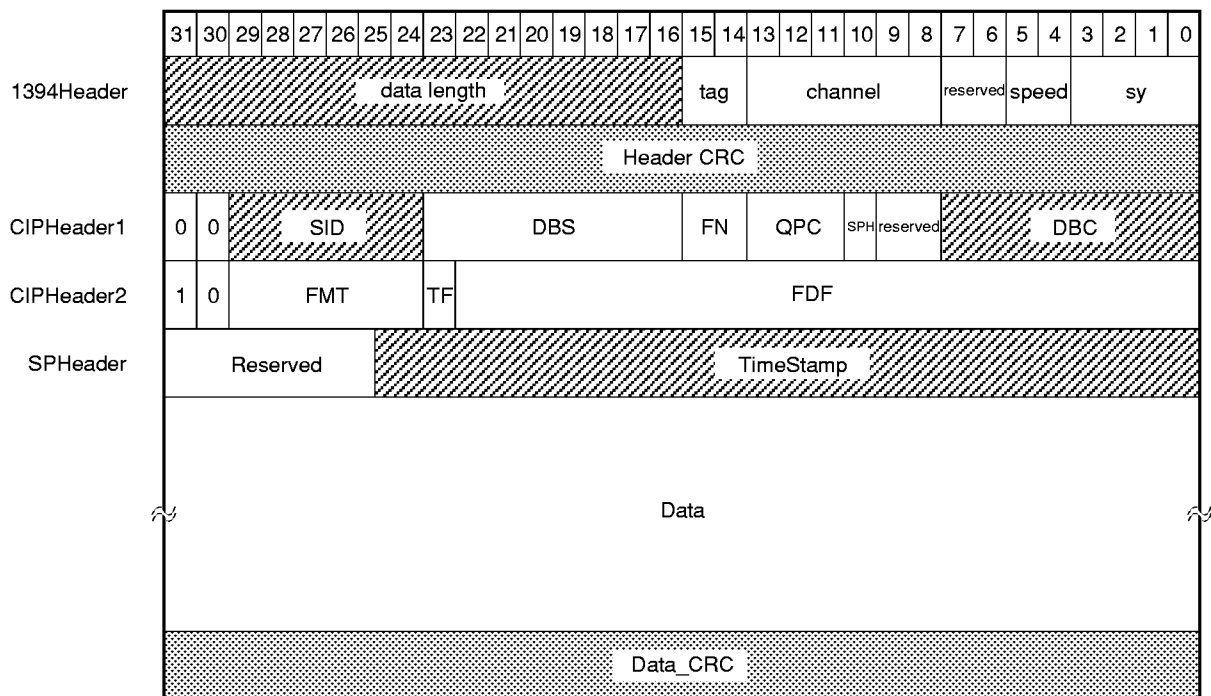 31 30 29 28 27 26 25 24 23 22 21 20 19 18 17 16 15 14 13 12 11 10 9 8 7 6 5 4 3 2 1 0
1394Header data length tag channel reserved speed sy
Header CRC
CIPHeader1 0 0 SID DBS FN QPC SPH reserved DBC
CIPHeader2 1 0 FMT TF FDF
SPHeader Reserved TimeStamp
Data
Data_CRC